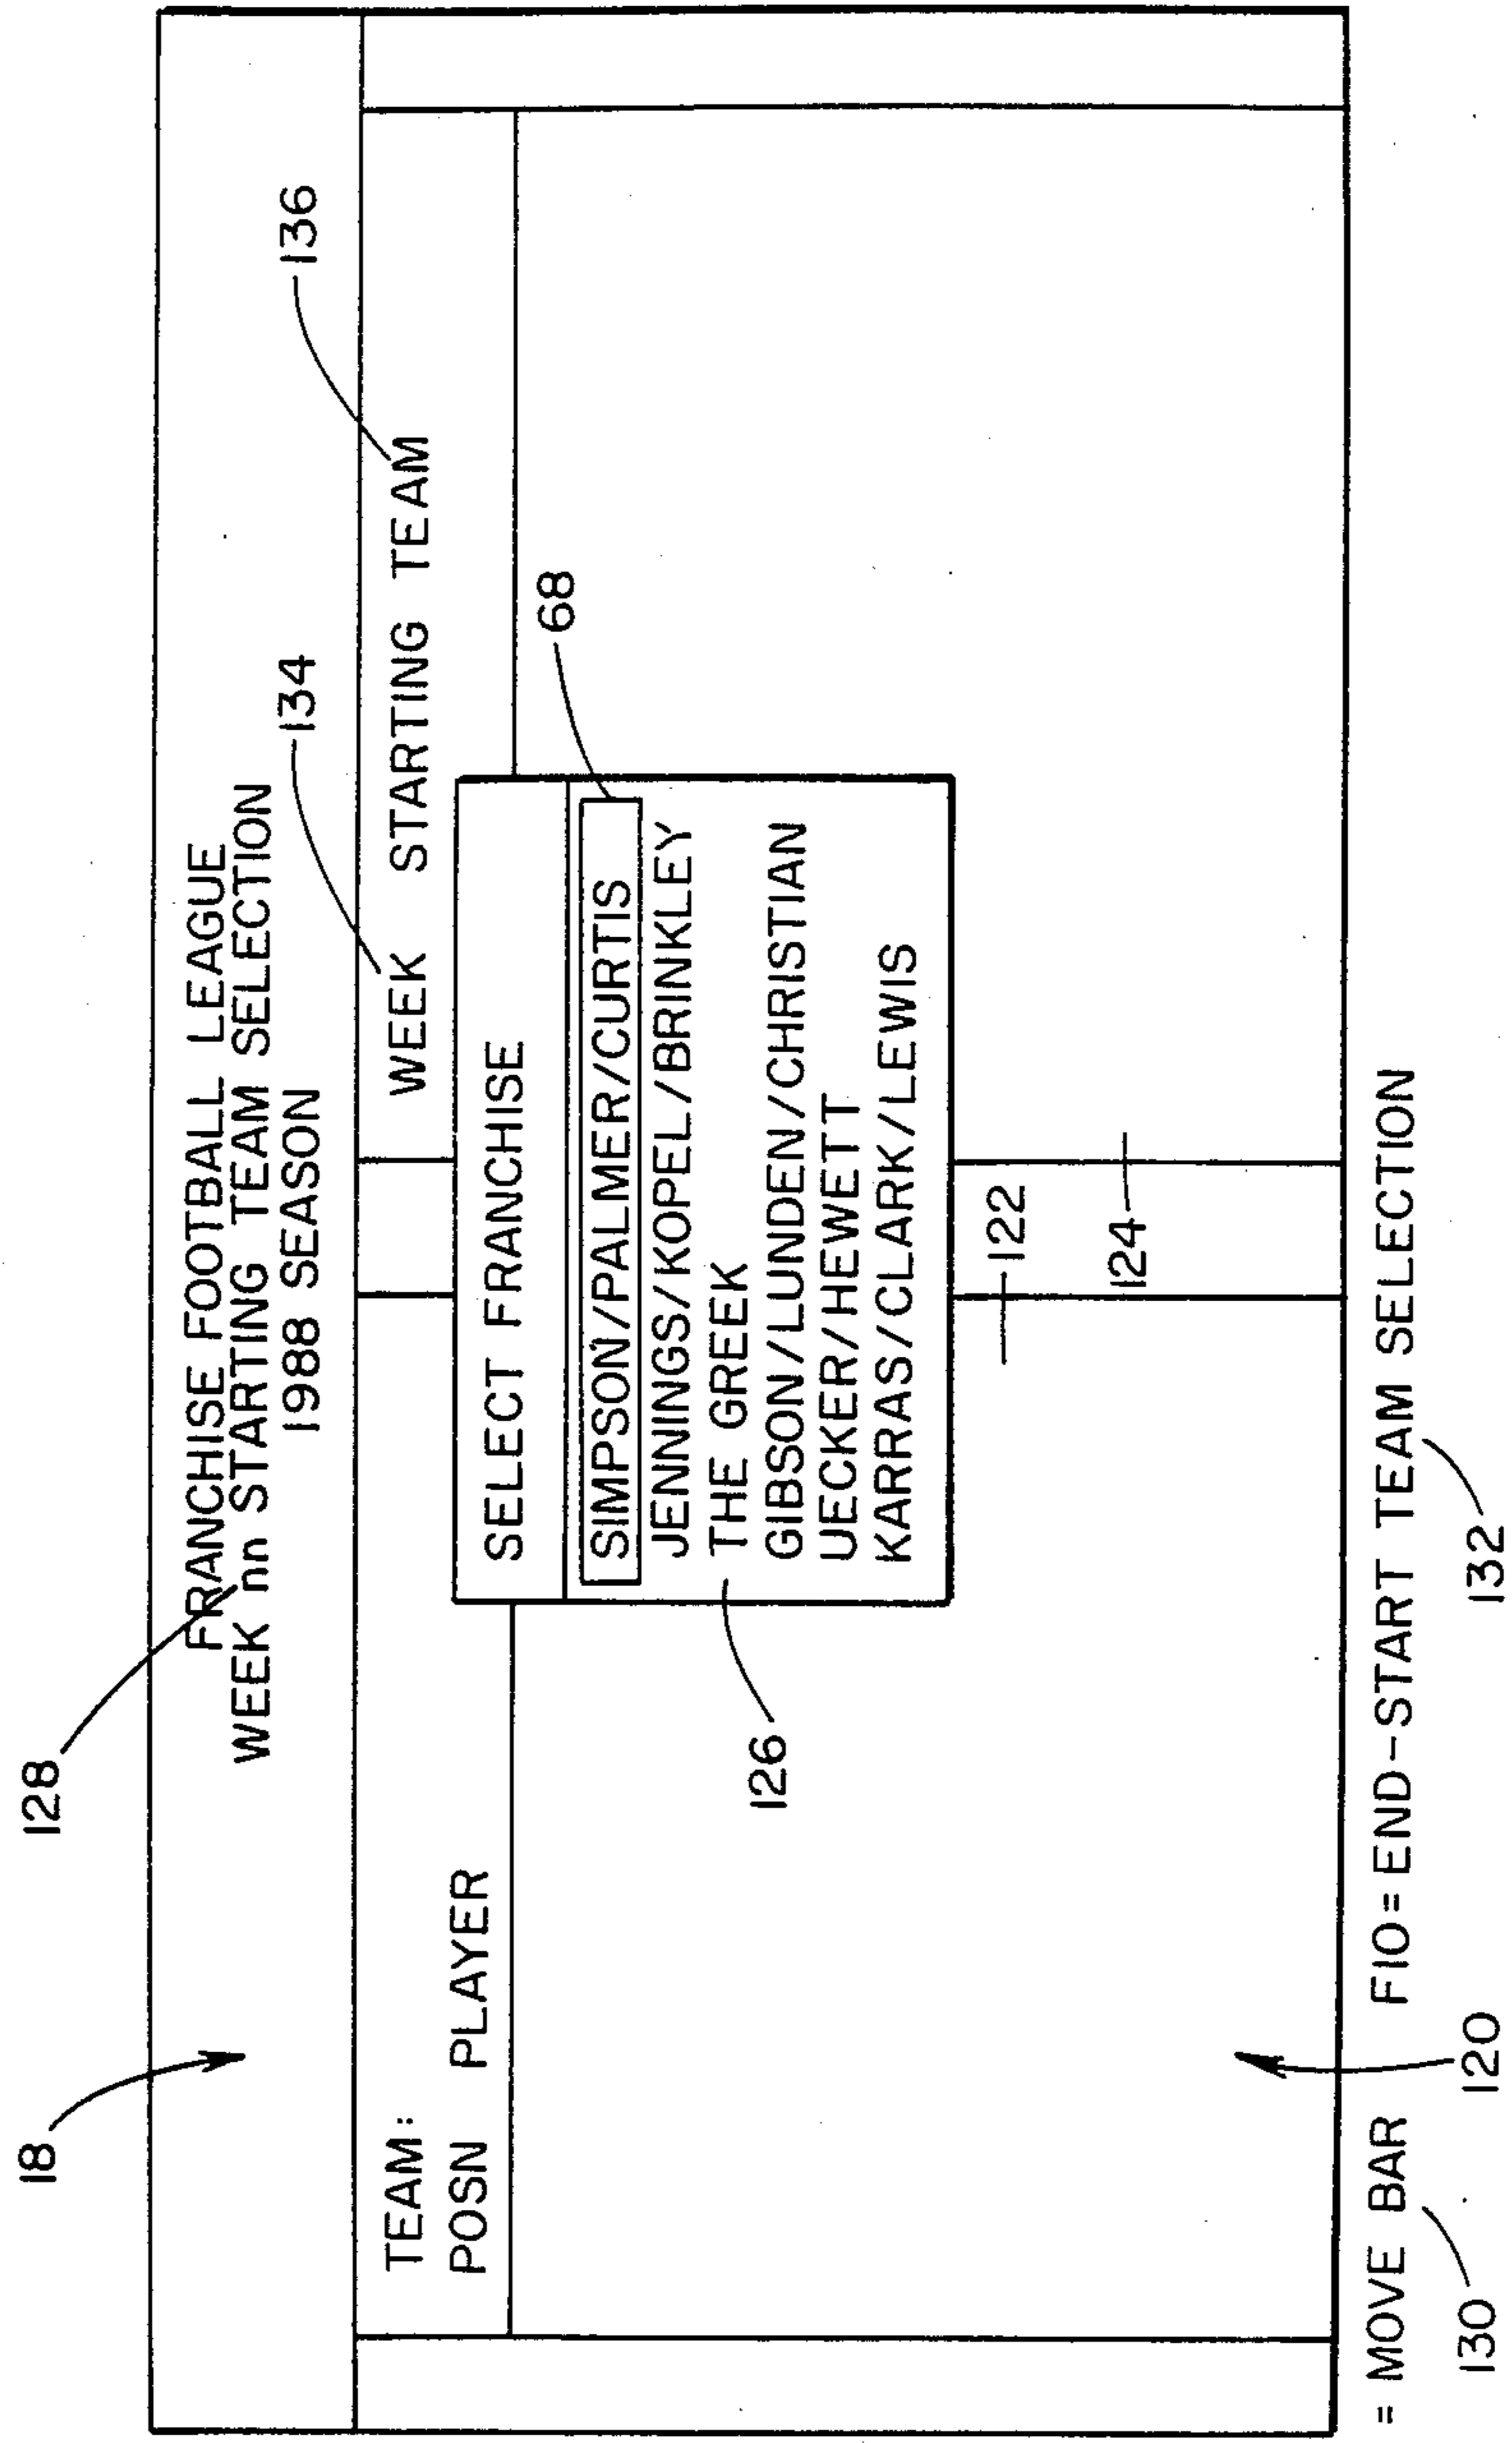 18
128
FRANCHISE FOOTBALL LEAGUE
WEEK nn STARTING TEAM SELECTION
1988 SEASON
134
136
TEAM:
POSN PLAYER
WEEK STARTING TEAM
SELECT FRANCHISE
68
SIMPSON/PALMER/CURTIS
JENNINGS/KOPEL/BRINKLEY
THE GREEK
GIBSON/LUNDEN/CHRISTIAN
UECKER/HEWETT
KARRAS/CLARK/LEWIS
126
122
124
= MOVE BAR F10=END-START TEAM SELECTION
130
120
132